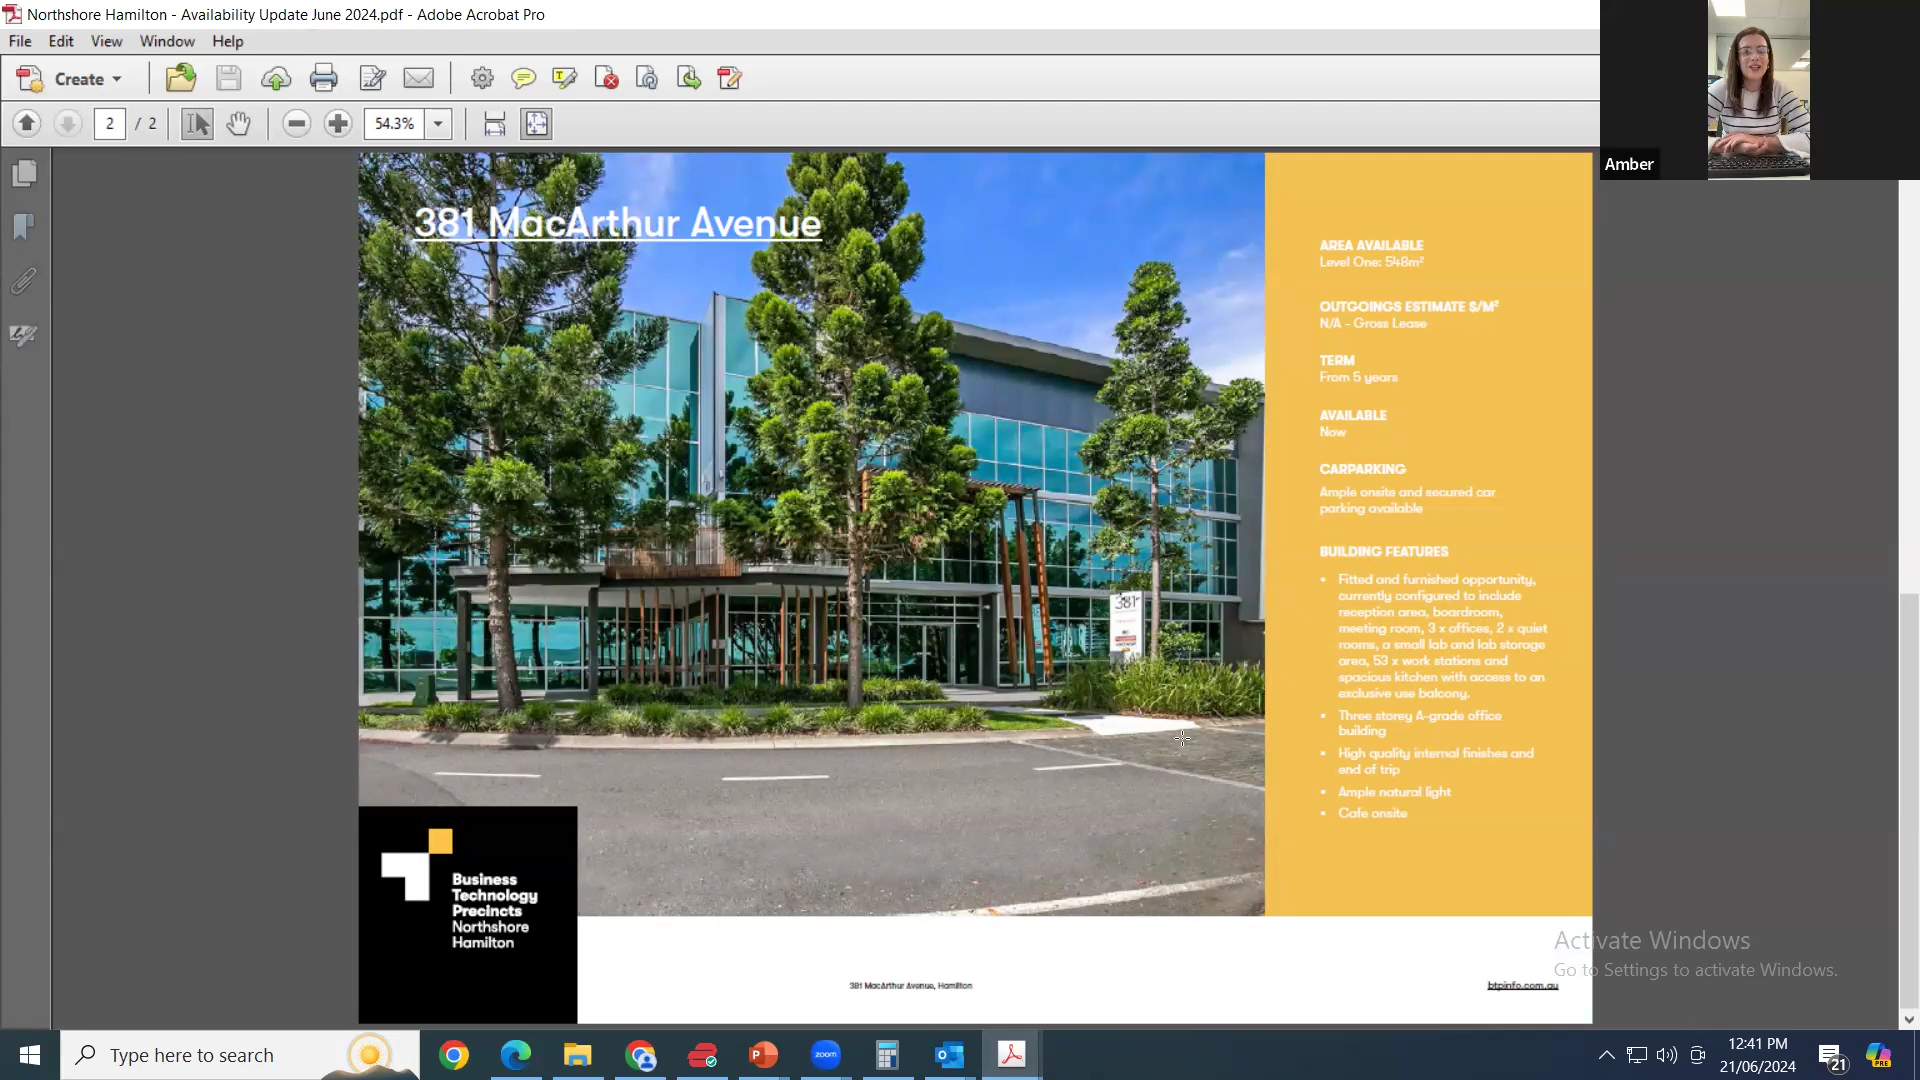 Northshore Hamilton - Availability Update June 2024.pdf - Adobe Acrobat Pro
File Edit View Window Help
Create
2 / 2 54.3%
Amber
381 MacArthur Avenue
AREA AVAILABLE
Level One: 548m²
OUTGOINGS ESTIMATE $/M²
N/A - Gross Lease
TERM
From 5 years
AVAILABLE
Now
CARPARKING
Ample onsite and secured car
parking available
BUILDING FEATURES
• Fitted and furnished opportunity,
currently configured to include
reception area, boardroom,
meeting room, 3 x offices, 2 x quiet
rooms, a small lab and lab storage
area, 53 x work stations and
spacious kitchen with access to an
exclusive use balcony.
• Three storey A-grade office
building
• High quality internal finishes and
end of trip
• Ample natural light
• Cafe onsite
381
Business
Technology
Precincts
Northshore
Hamilton
381 MacArthur Avenue, Hamilton
btpinfo.com.au
Activate Windows
Go to Settings to activate Windows.
Type here to search
zoom
12:41 PM
21/06/2024
21
PRE